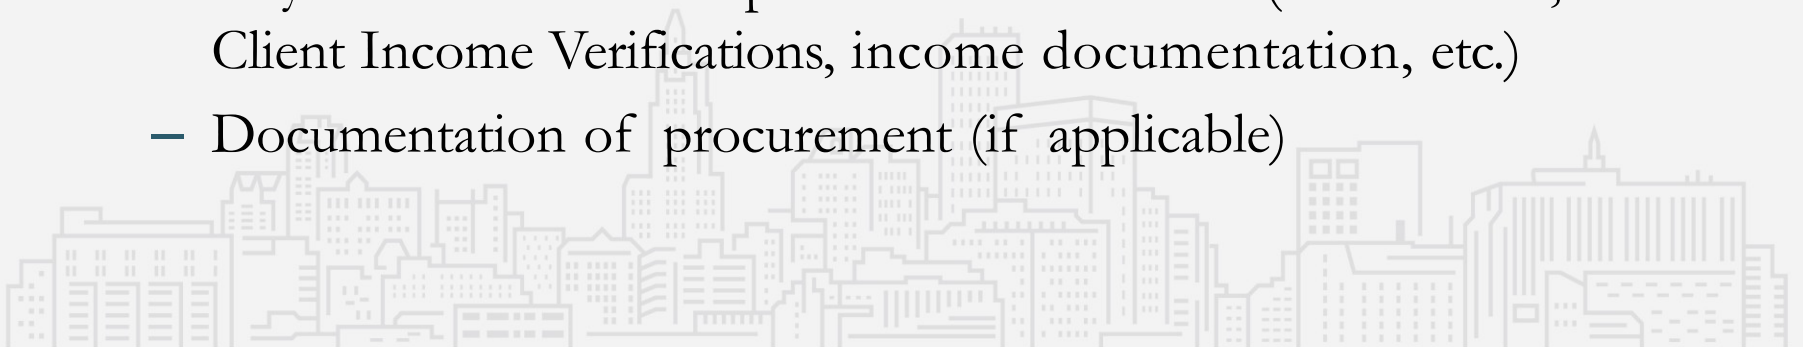 Client Income Verifications, income documentation, etc.)
– Documentation of procurement (if applicable)